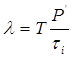 λ = T P' / τᵢ